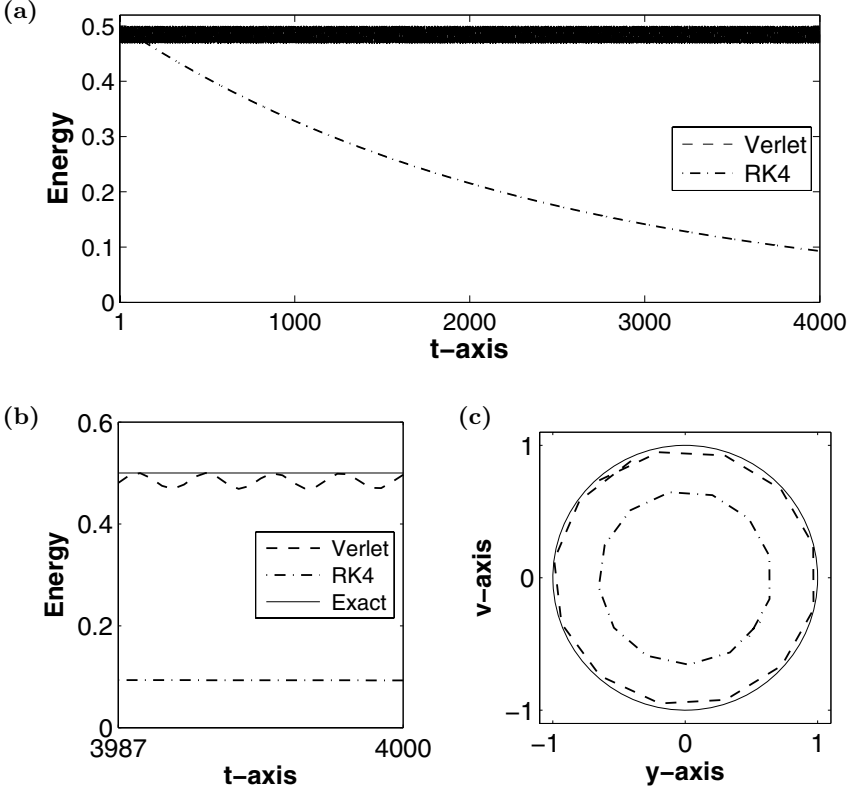 (a)
0.5
0.4
0.3
0.2
0.1
0
Energy
Verlet
RK4
1 1000 2000 3000 4000
t-axis
(b)
0.6
0.4
0.2
0
Energy
Verlet
RK4
Exact
3987 4000
t-axis
(c)
1
0
-1
v-axis
-1 0 1
y-axis